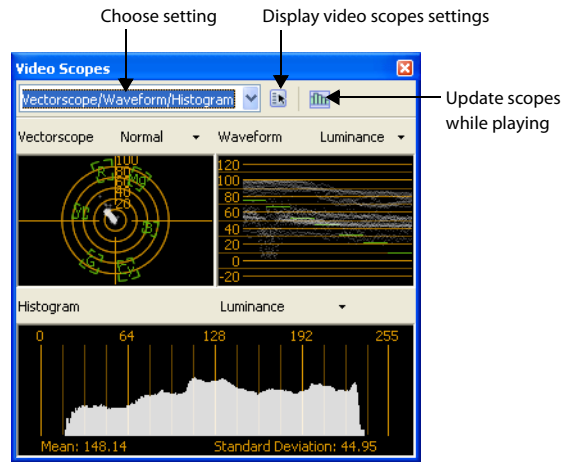 Choose setting
Display video scopes settings
Video Scopes
Vectorscope/Waveform/Histogram
Update scopes
while playing
Vectorscope Normal Waveform Luminance
100
80
60
40
20
R
Mg
B
Cy
G
Yl
120
100
80
60
40
20
0
-20
Histogram Luminance
0 64 128 192 255
Mean: 148.14 Standard Deviation: 44.95